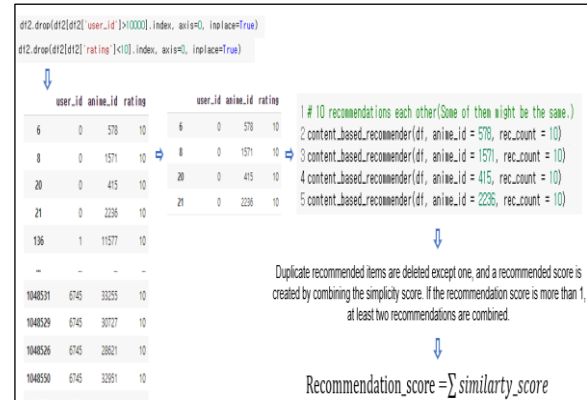 df2.drop(df2[df2['user_id']>10000].index, axis=0, inplace=True)
df2.drop(df2[df2['rating']<10].index, axis=0, inplace=True)
user_id anime_id rating
6 0 578 10
8 0 1571 10
20 0 415 10
21 0 2236 10
136 1 11577 10
... ... ... ...
1048531 6745 33255 10
1048529 6745 30727 10
1048526 6745 28621 10
1048550 6745 32951 10
user_id anime_id rating
6 0 578 10
8 0 1571 10
20 0 415 10
21 0 2236 10
1 # 10 recommendations each other(Some of them might be the same.)
2 content_based_recommender(df, anime_id = 578, rec_count = 10)
3 content_based_recommender(df, anime_id = 1571, rec_count = 10)
4 content_based_recommender(df, anime_id = 415, rec_count = 10)
5 content_based_recommender(df, anime_id = 2236, rec_count = 10)
Duplicate recommended items are deleted except one, and a recommended score is
created by combining the simplicity score. If the recommendation score is more than 1,
at least two recommendations are combined.
Recommendation_score =∑ similarty_score